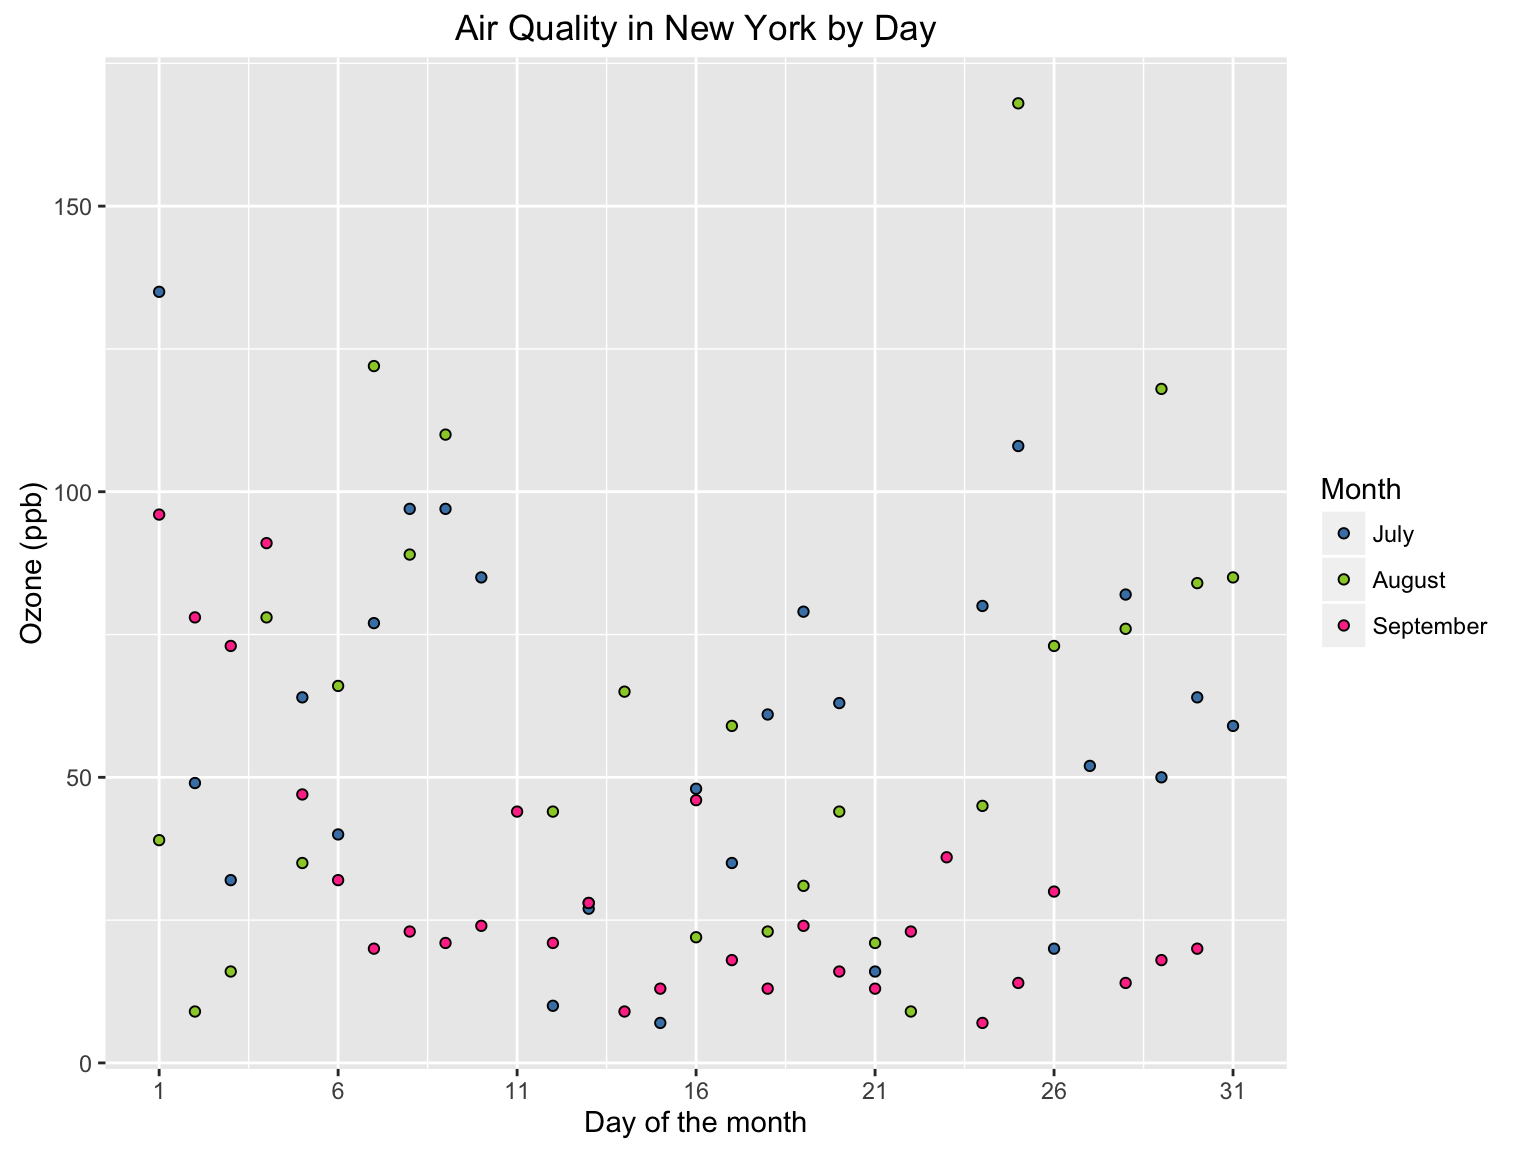 Air Quality in New York by Day
150
100
50
0
Ozone (ppb)
1 6 11 16 21 26 31
Day of the month
Month
July
August
September